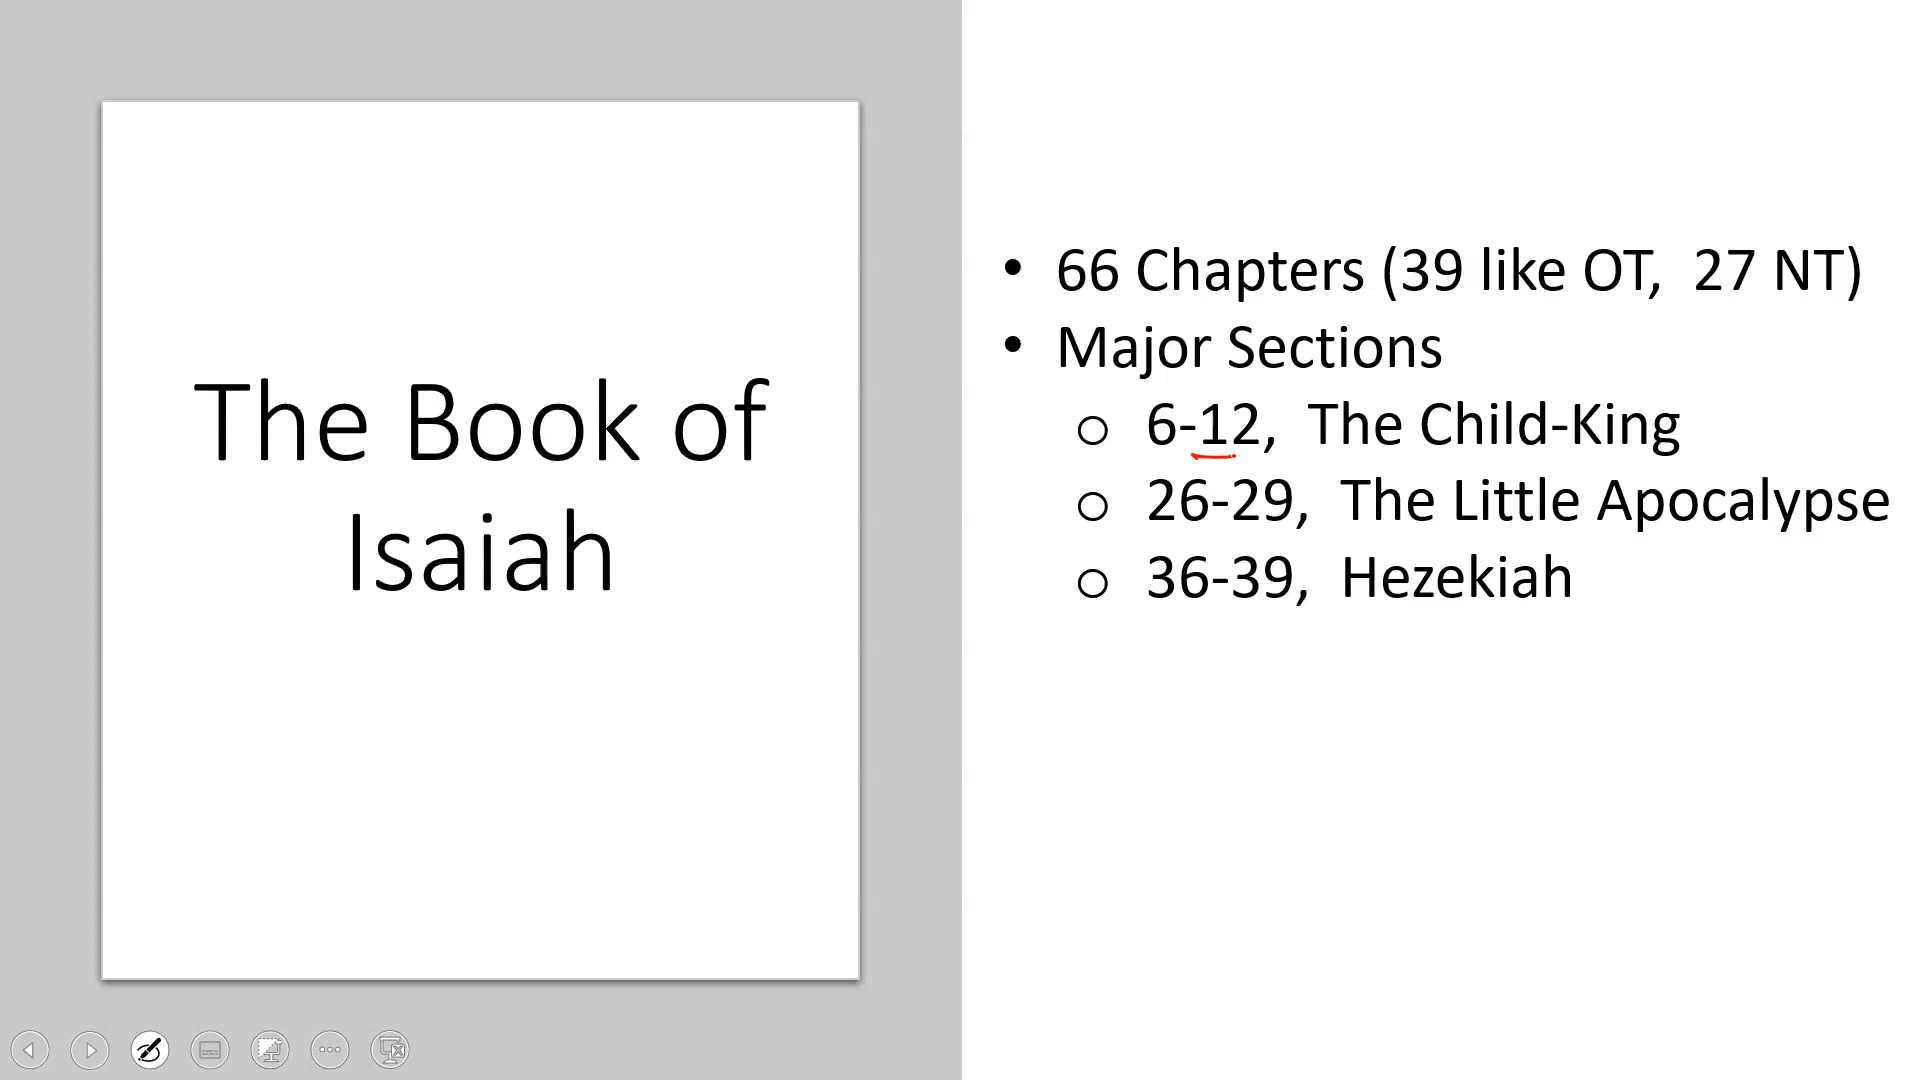 The Book of
Isaiah
• 66 Chapters (39 like OT,  27 NT)
• Major Sections
o 6-12,  The Child-King
o 26-29,  The Little Apocalypse
o 36-39,  Hezekiah